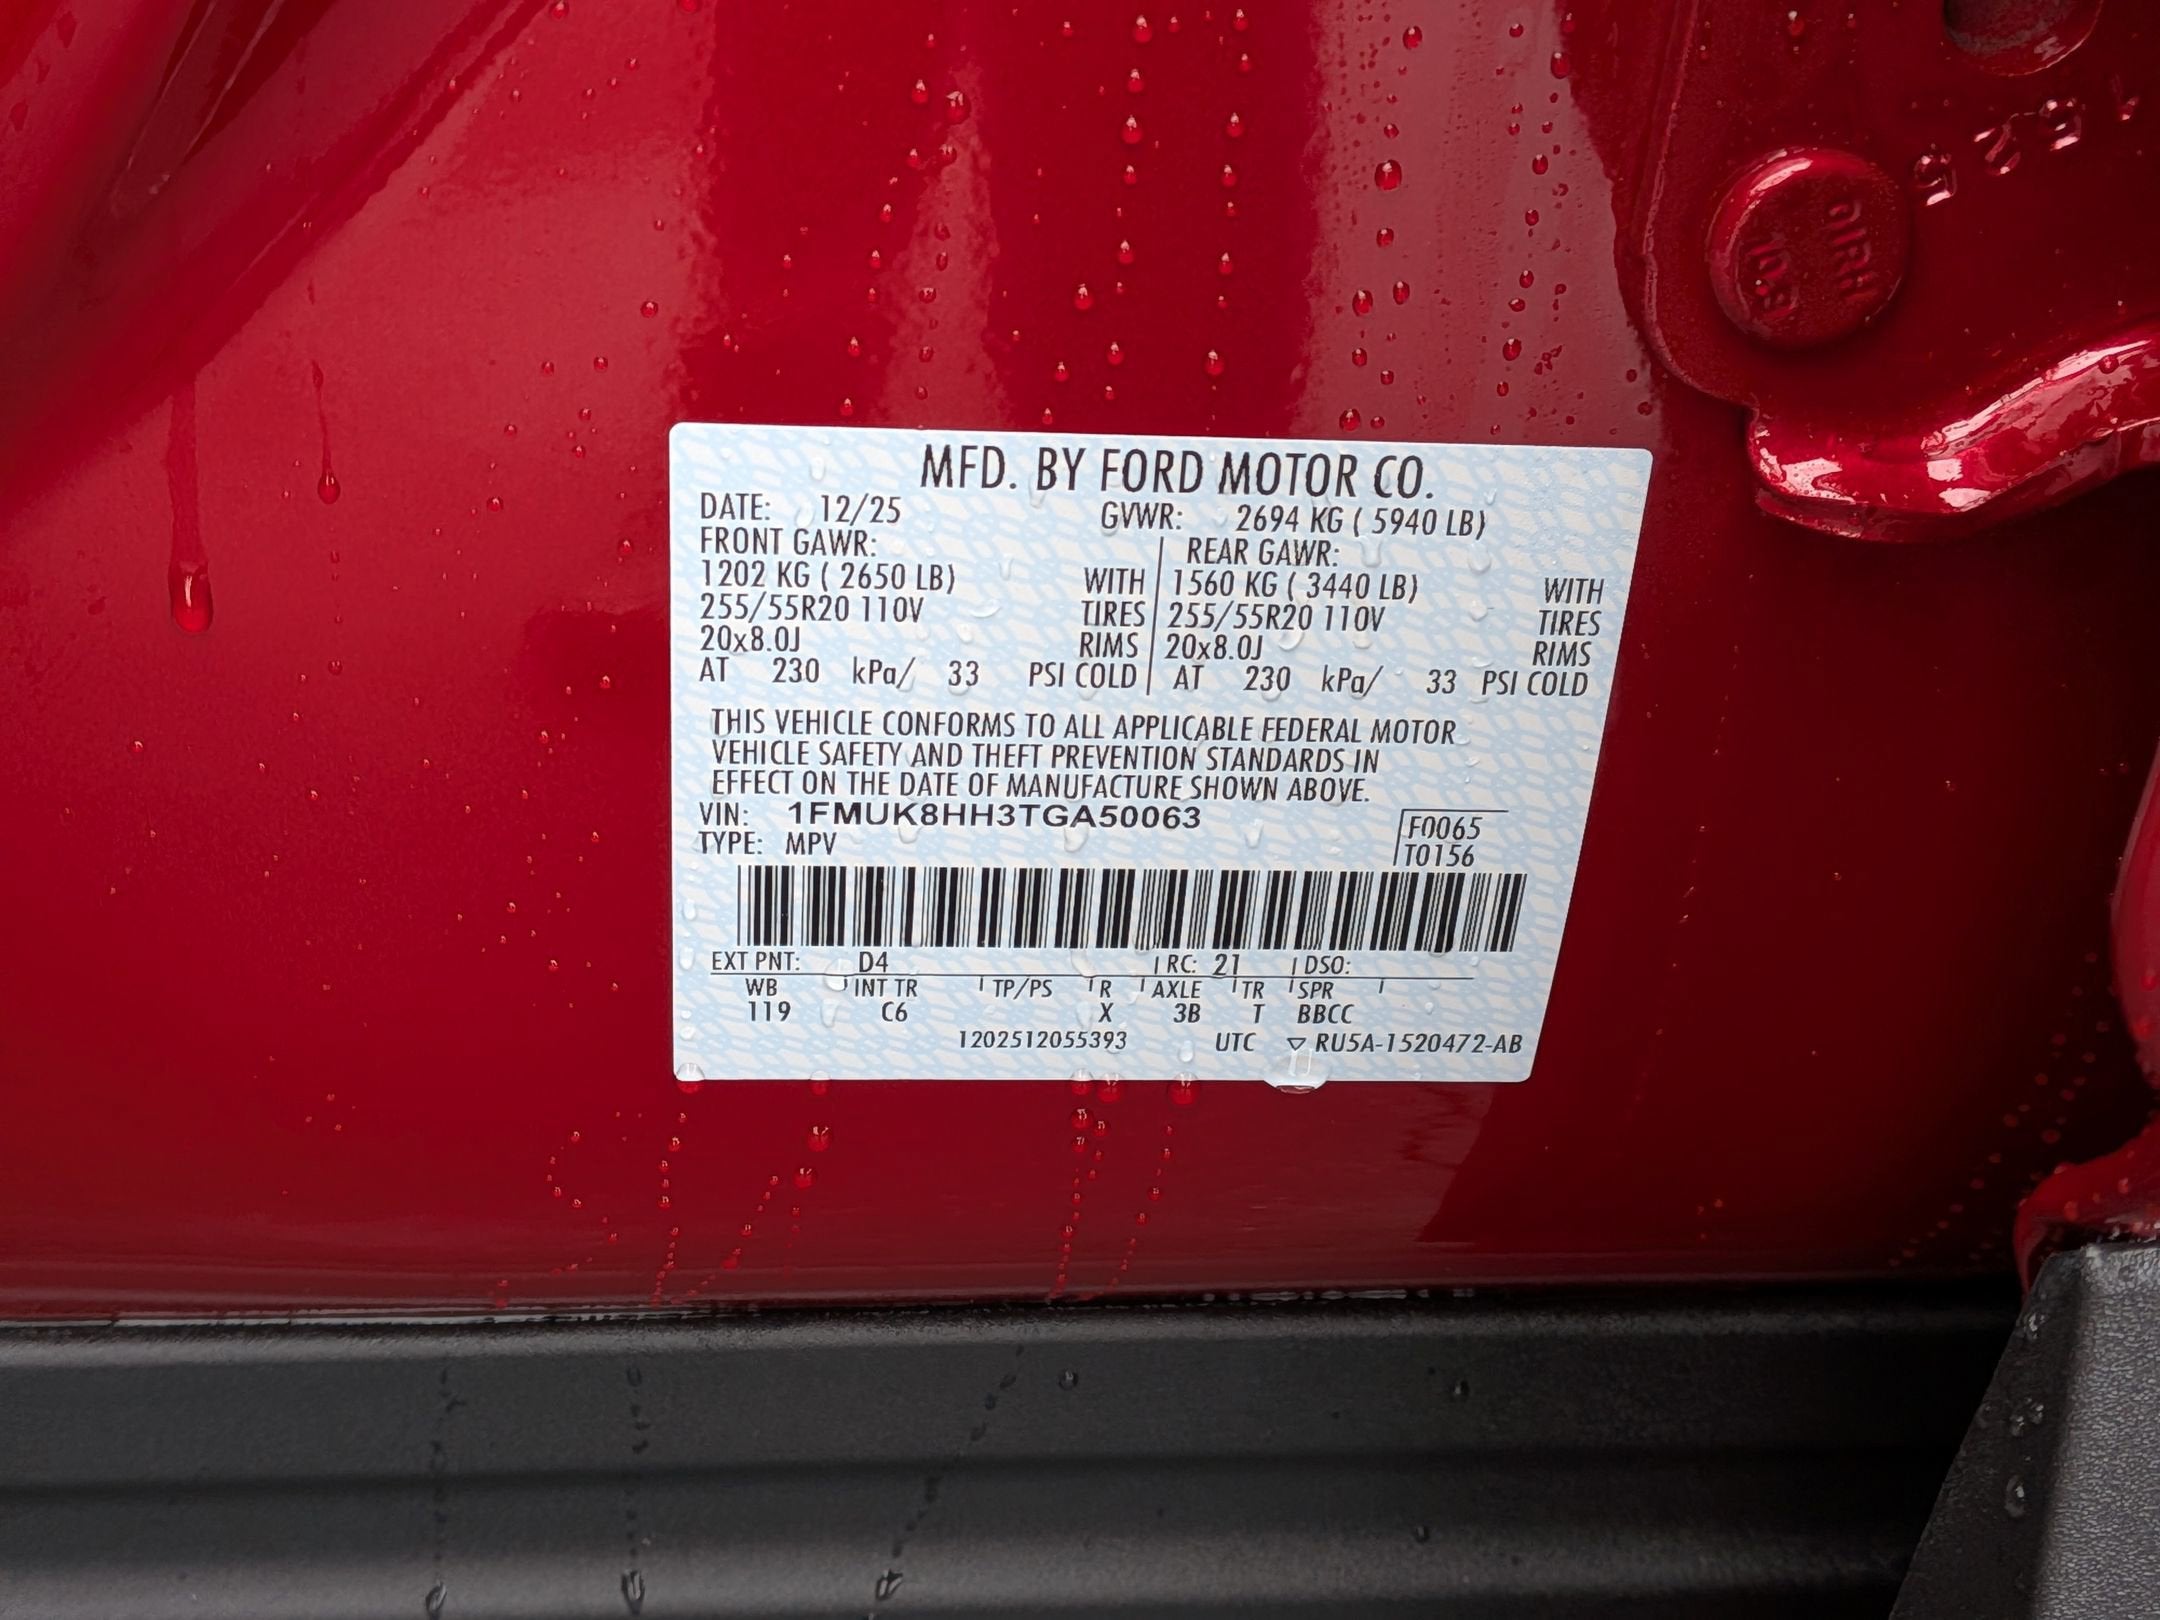 MFD. BY FORD MOTOR CO.
DATE: 12/25 GVWR: 2694 KG ( 5940 LB)
FRONT GAWR: REAR GAWR:
1202 KG ( 2650 LB) WITH 1560 KG ( 3440 LB) WITH
255/55R20 110V TIRES 255/55R20 110V TIRES
20x8.0J RIMS 20x8.0J RIMS
AT 230 kPa/ 33 PSI COLD AT 230 kPa/ 33 PSI COLD
THIS VEHICLE CONFORMS TO ALL APPLICABLE FEDERAL MOTOR
VEHICLE SAFETY AND THEFT PREVENTION STANDARDS IN
EFFECT ON THE DATE OF MANUFACTURE SHOWN ABOVE.
VIN: 1FMUK8HH3TGA50063
F0065
TYPE: MPV
T0156
EXT PNT: D4 RC: 21 DSO:
WB INT TR TP/PS R AXLE TR SPR
119 C6 X 3B T BBCC
1202512055393 UTC ▽ RU5A-1520472-AB
10.9